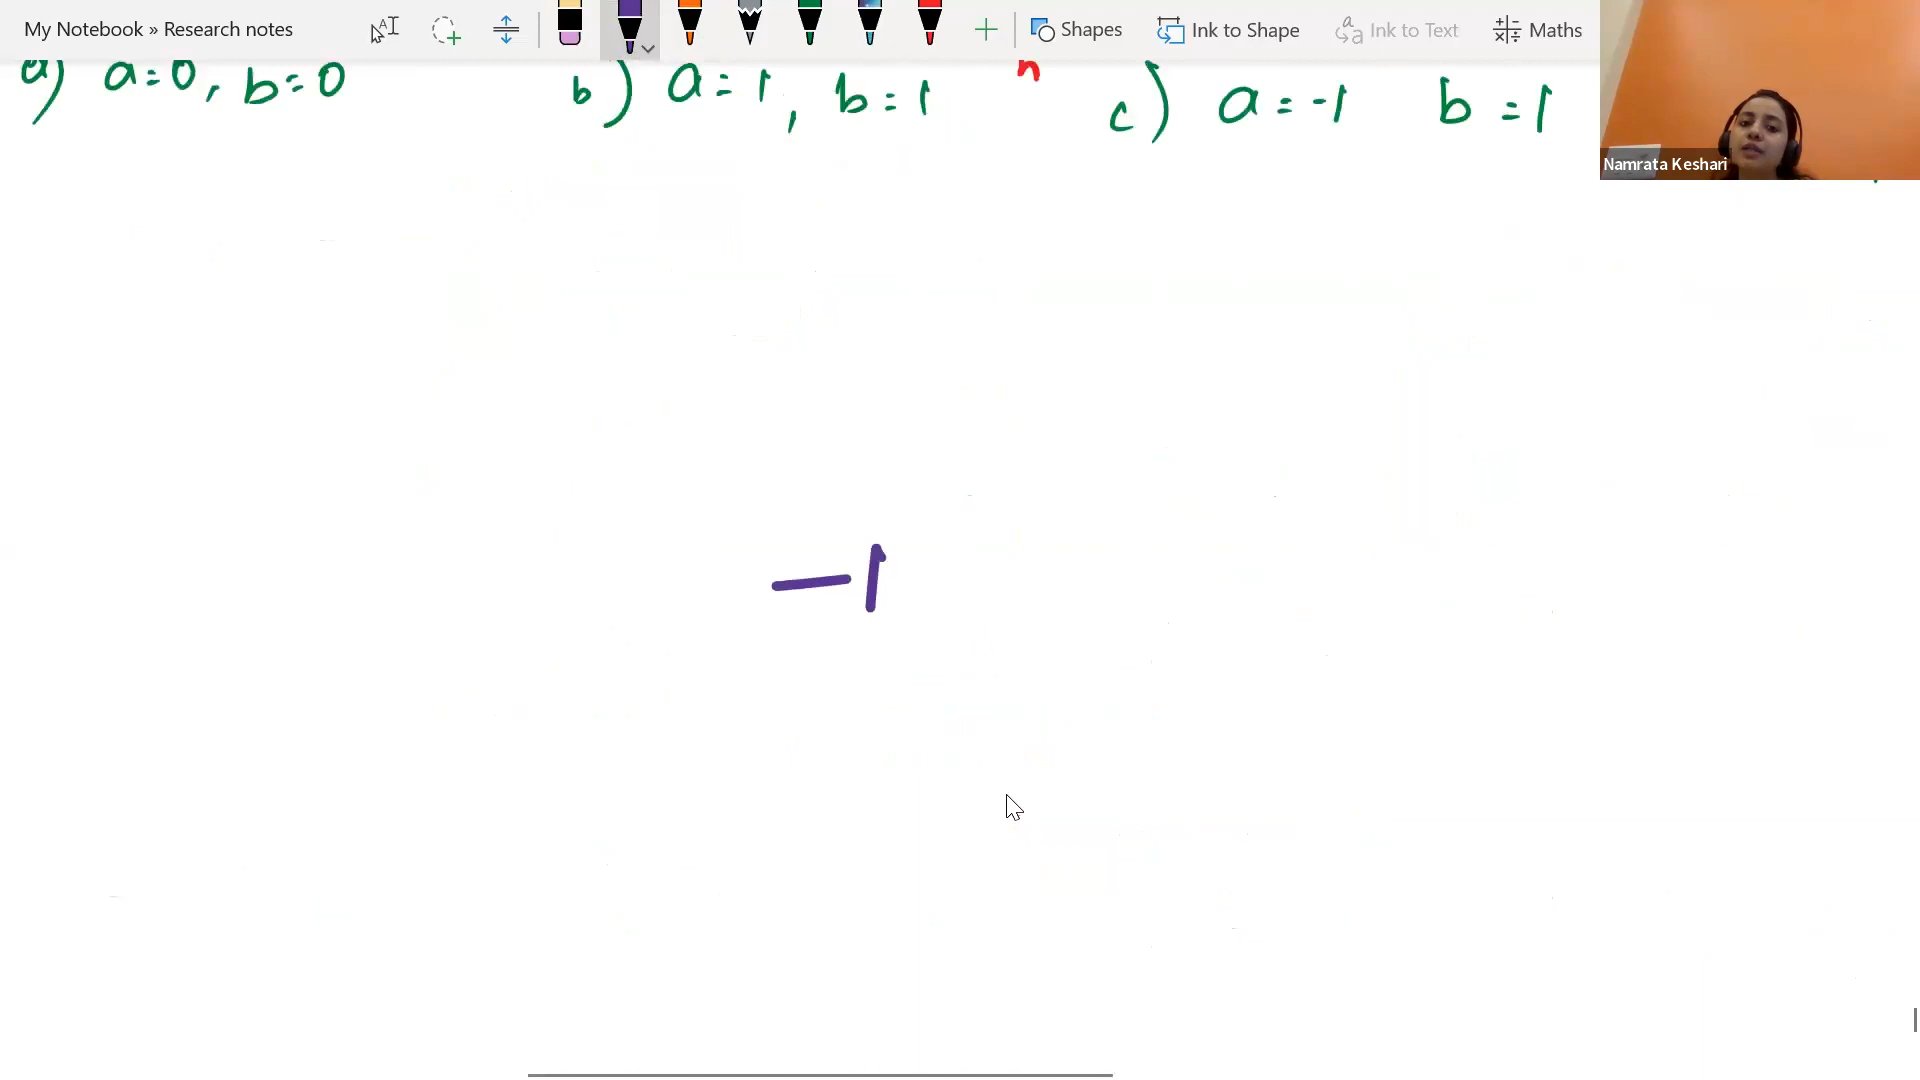 My Notebook » Research notes
Shapes
Ink to Shape
Ink to Text
Maths
a) a=0, b=0
b) a=1, b=1
n
c) a=-1 b=1
Namrata Keshari
-1